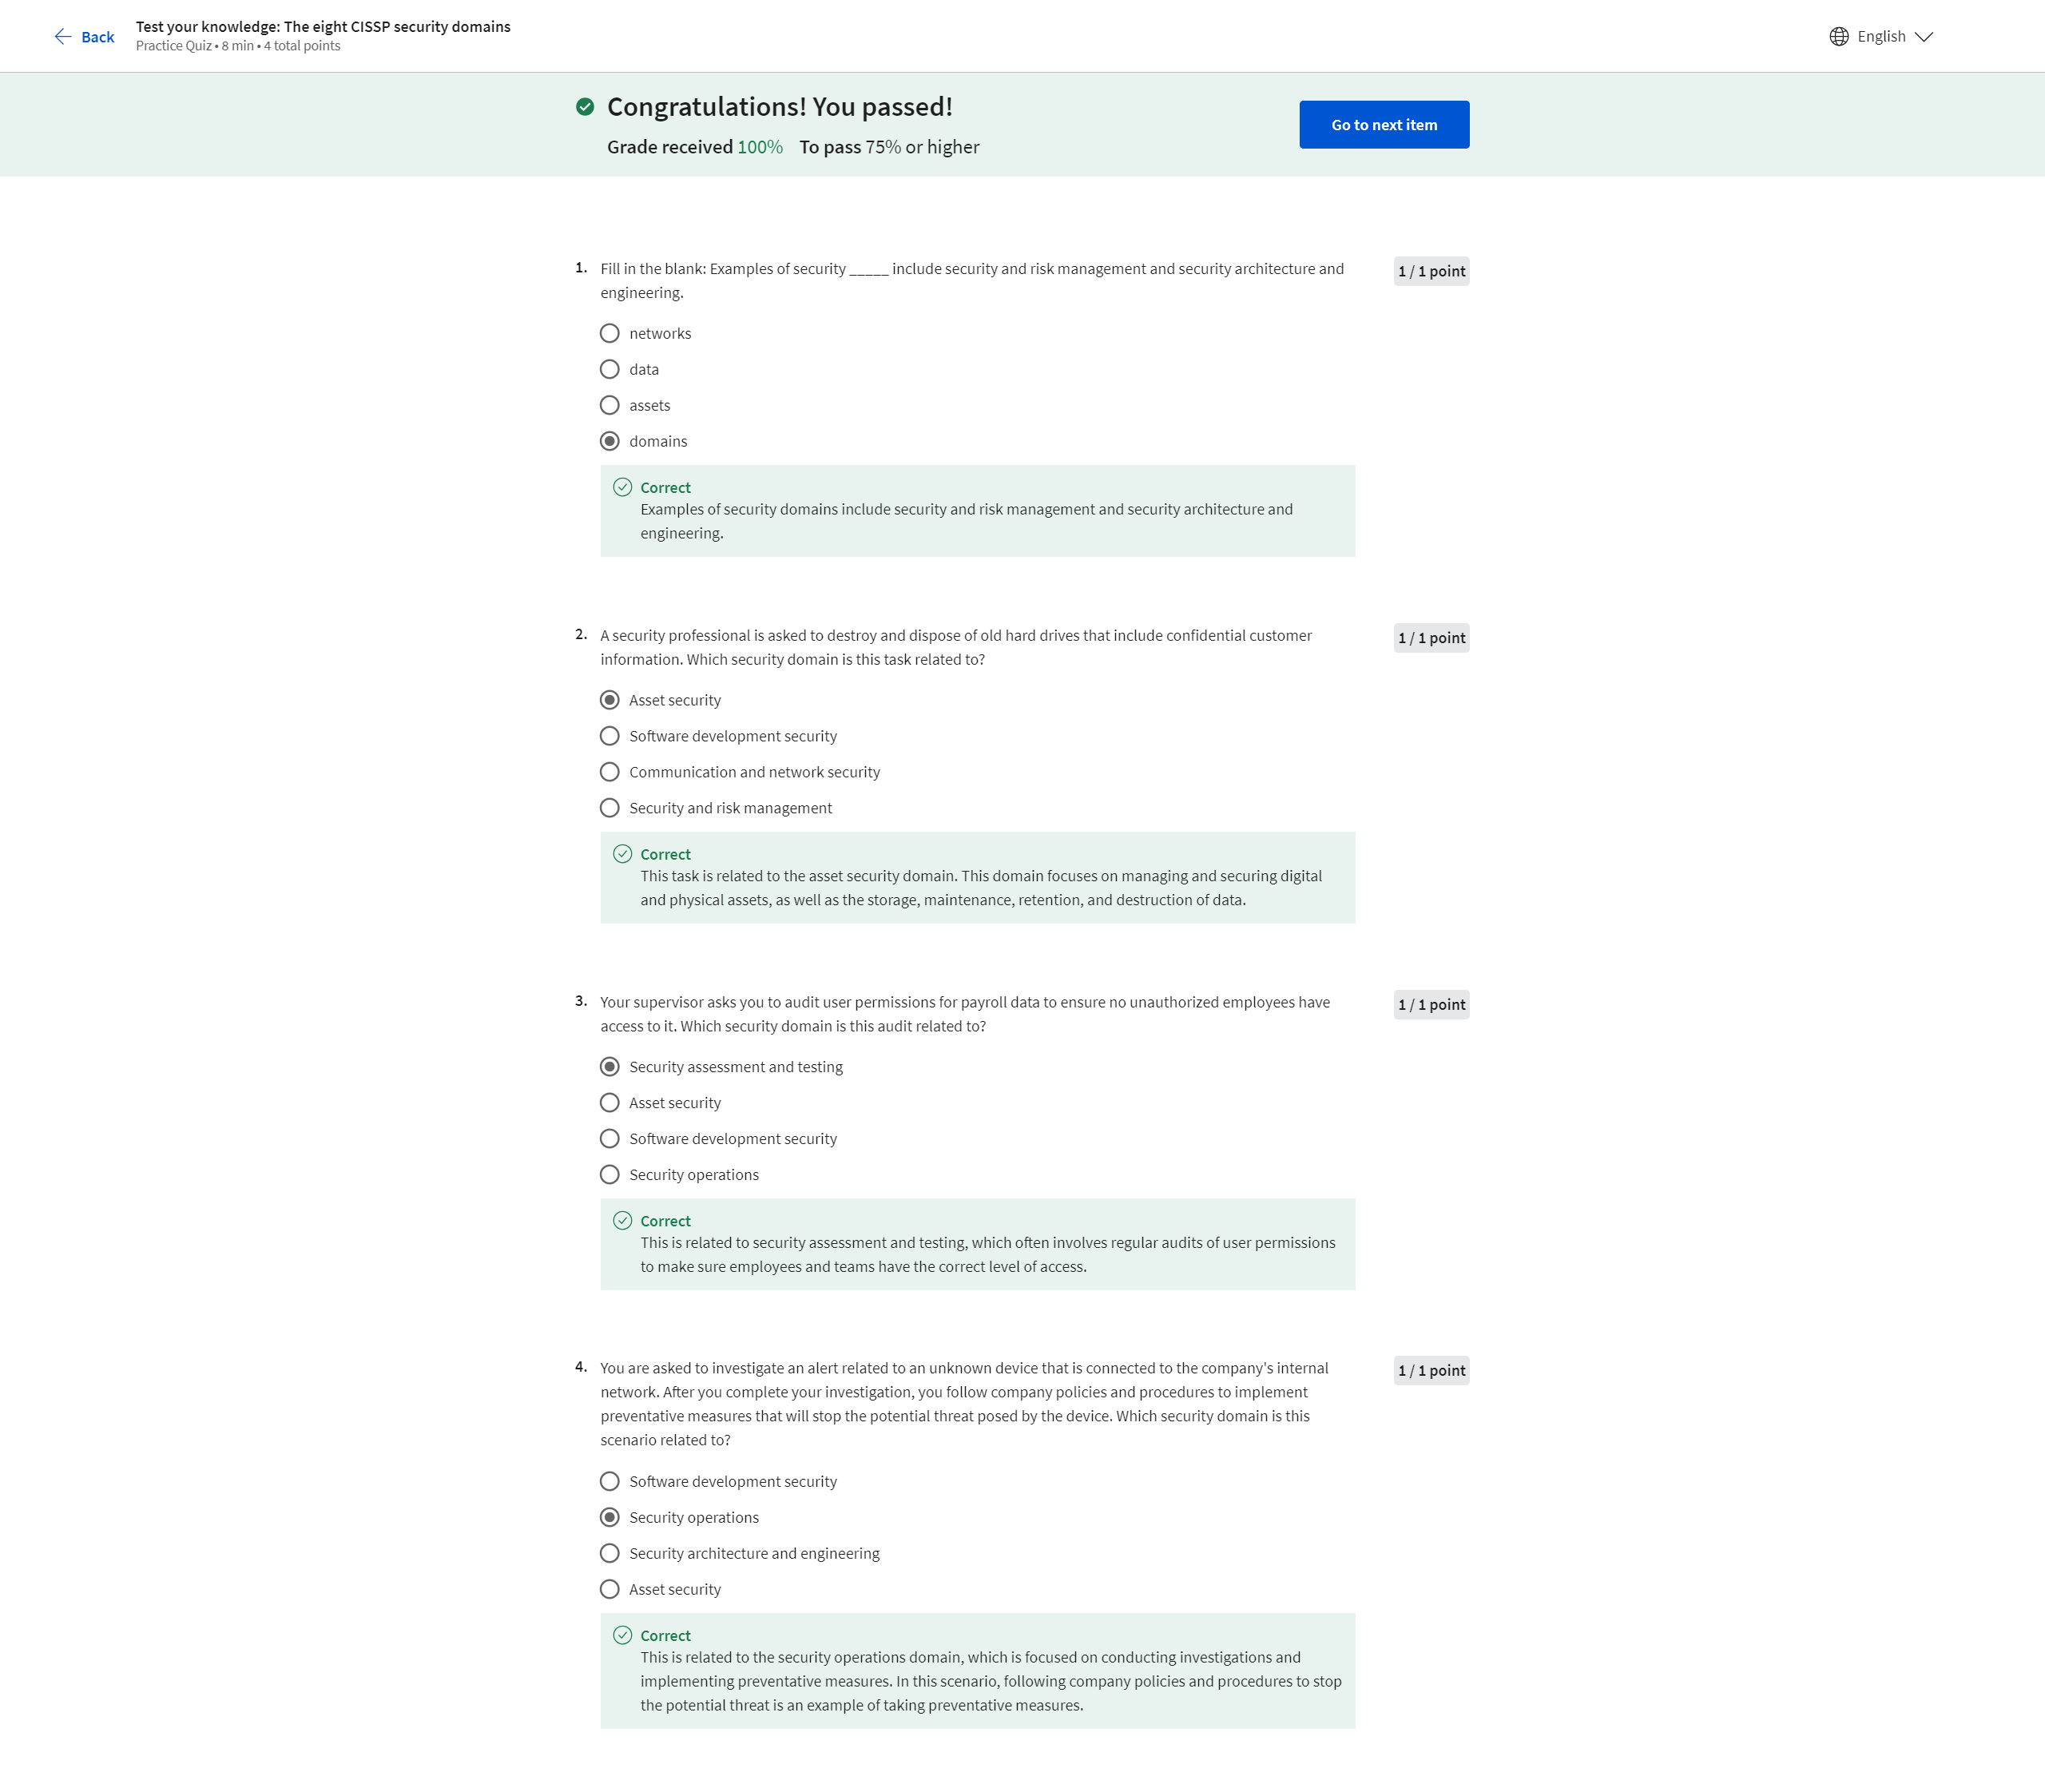 Back
Test your knowledge: The eight CISSP security domains
Practice Quiz • 8 min • 4 total points
English
Congratulations! You passed!
Grade received 100% To pass 75% or higher
Go to next item
1. Fill in the blank: Examples of security _____ include security and risk management and security architecture and
engineering.
1 / 1 point
networks
data
assets
domains
Correct
Examples of security domains include security and risk management and security architecture and
engineering.
2. A security professional is asked to destroy and dispose of old hard drives that include confidential customer
information. Which security domain is this task related to?
1 / 1 point
Asset security
Software development security
Communication and network security
Security and risk management
Correct
This task is related to the asset security domain. This domain focuses on managing and securing digital
and physical assets, as well as the storage, maintenance, retention, and destruction of data.
3. Your supervisor asks you to audit user permissions for payroll data to ensure no unauthorized employees have
access to it. Which security domain is this audit related to?
1 / 1 point
Security assessment and testing
Asset security
Software development security
Security operations
Correct
This is related to security assessment and testing, which often involves regular audits of user permissions
to make sure employees and teams have the correct level of access.
4. You are asked to investigate an alert related to an unknown device that is connected to the company's internal
network. After you complete your investigation, you follow company policies and procedures to implement
preventative measures that will stop the potential threat posed by the device. Which security domain is this
scenario related to?
1 / 1 point
Software development security
Security operations
Security architecture and engineering
Asset security
Correct
This is related to the security operations domain, which is focused on conducting investigations and
implementing preventative measures. In this scenario, following company policies and procedures to stop
the potential threat is an example of taking preventative measures.